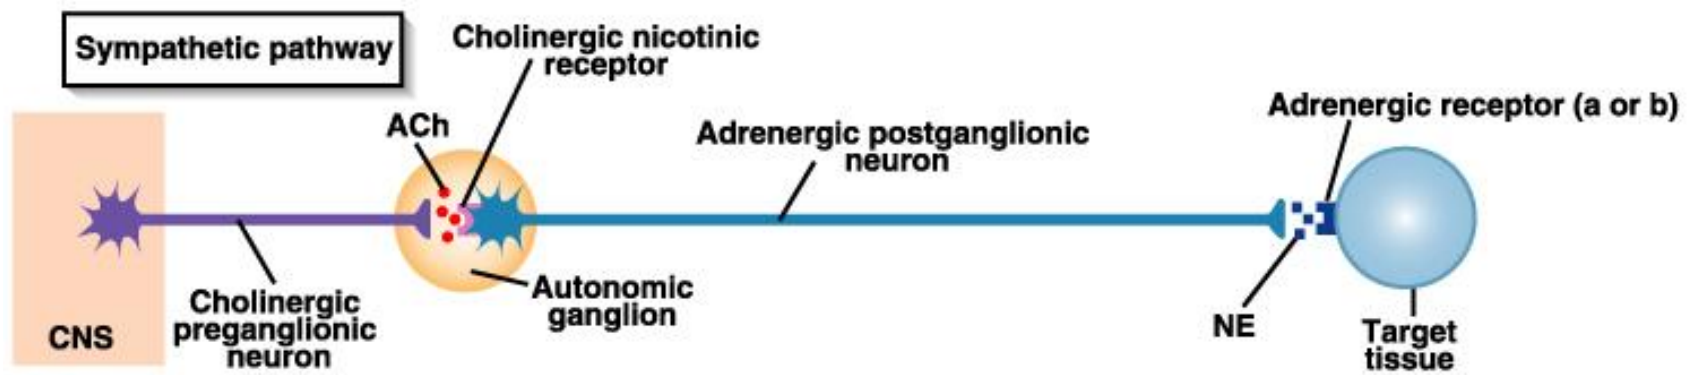 Sympathetic pathway
Cholinergic nicotinic
receptor
ACh
Adrenergic receptor (a or b)
Adrenergic postganglionic
neuron
Autonomic
ganglion
Cholinergic
preganglionic
neuron
CNS
NE
Target
tissue